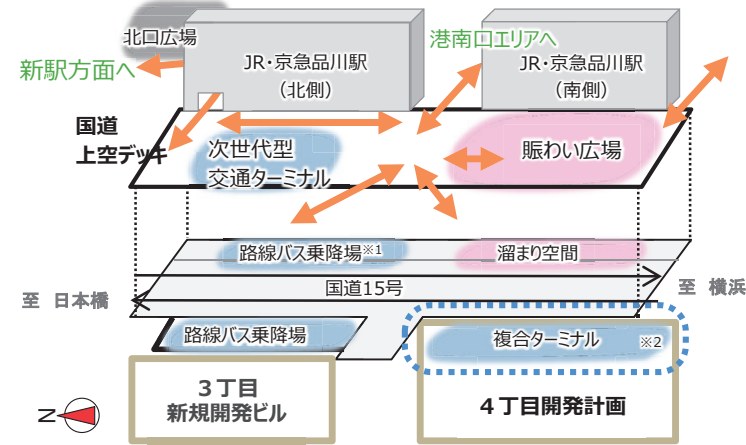 北口広場
新駅方面へ
JR・京急品川駅
(北側)
港南口エリアへ
JR・京急品川駅
(南側)
国道
上空デッキ
次世代型
交通ターミナル
賑わい広場
路線バス乗降場※1
溜まり空間
国道15号
至 日本橋
至 横浜
路線バス乗降場
複合ターミナル
※2
３丁目
新規開発ビル
４丁目開発計画
N